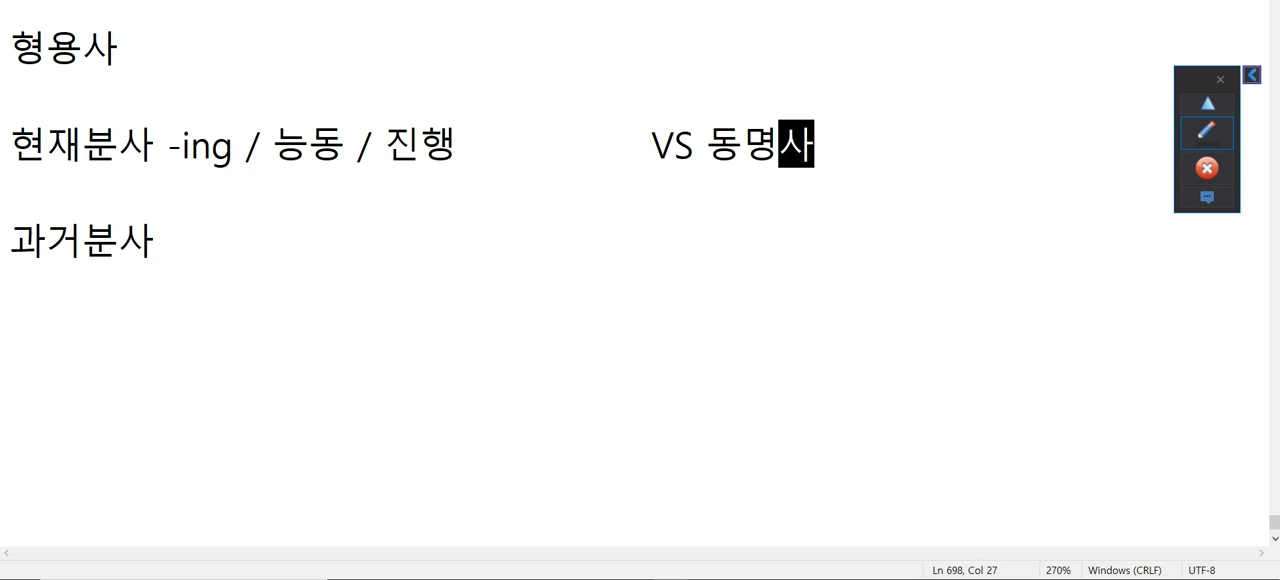 형용사
현재분사 -ing / 능동 / 진행 VS 동명사
과거분사
Ln 698, Col 27 270% Windows (CRLF) UTF-8